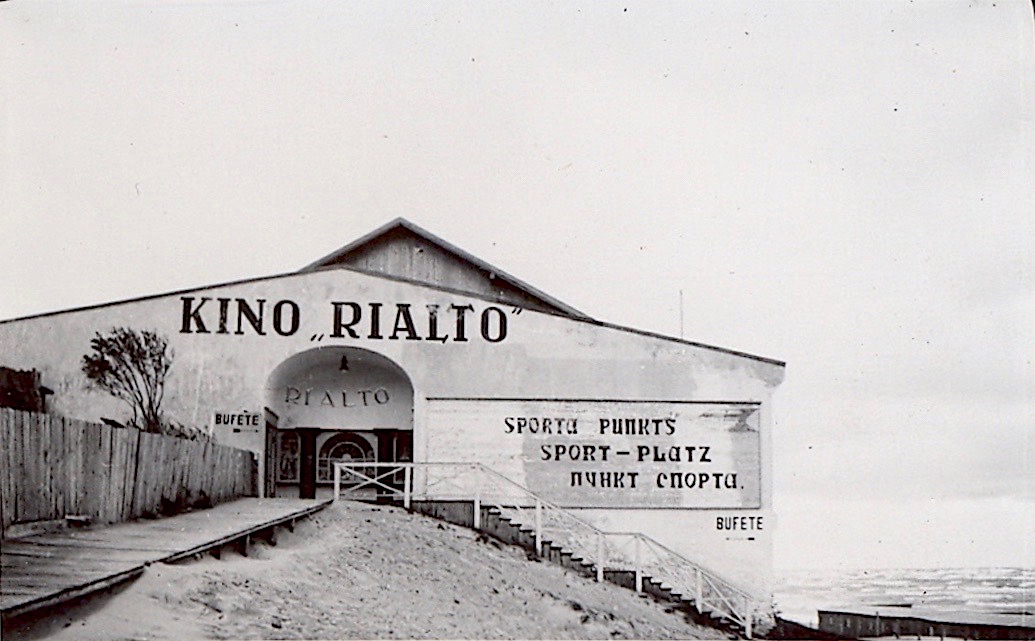 KINO „RIALTO"
RIALTO
BUFETE
SPORTA PUNKTS
SPORT-PLATZ
ПУНКТ СПОРТА.
BUFETE